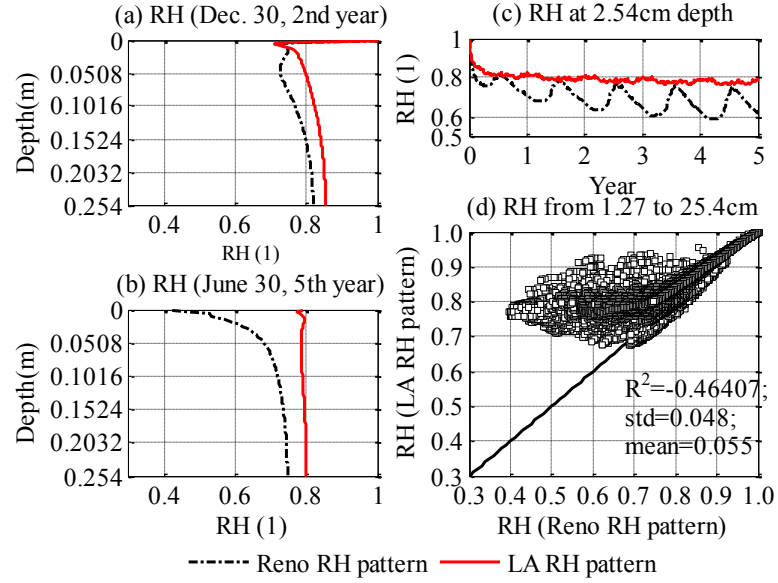 (a) RH (Dec. 30, 2nd year)
0
0.0508
0.1016
0.1524
0.2032
0.254
Depth(m)
0.4 0.6 0.8 1
RH (1)
(b) RH (June 30, 5th year)
0
0.0508
0.1016
0.1524
0.2032
0.254
Depth(m)
0.4 0.6 0.8 1
RH (1)
(c) RH at 2.54cm depth
1
0.8
0.6
0.5
RH (1)
0 1 2 3 4 5
Year
(d) RH from 1.27 to 25.4cm
1.0
0.9
0.8
0.7
0.6
0.5
0.4
0.3
RH (LA RH pattern)
R²=-0.46407;
std=0.048;
mean=0.055
0.3 0.4 0.5 0.6 0.7 0.8 0.9 1.0
RH (Reno RH pattern)
Reno RH pattern LA RH pattern